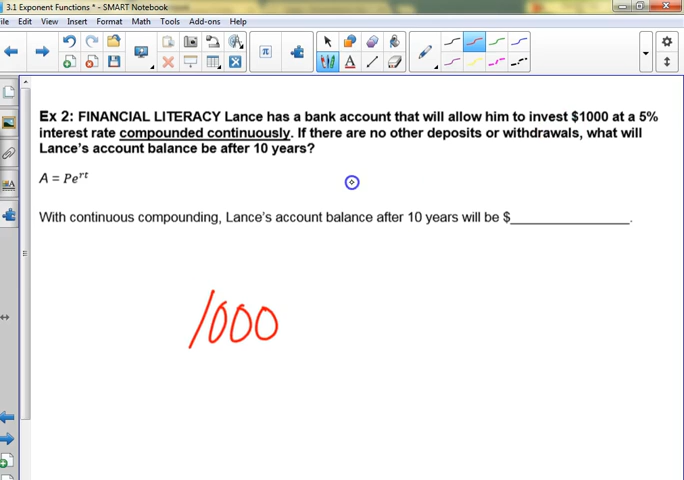 3.1 Exponent Functions * - SMART Notebook
File Edit View Insert Format Math Tools Add-ons Help
Ex 2: FINANCIAL LITERACY Lance has a bank account that will allow him to invest $1000 at a 5%
interest rate compounded continuously. If there are no other deposits or withdrawals, what will
Lance's account balance be after 10 years?
A = Pe^{rt}
With continuous compounding, Lance's account balance after 10 years will be $__________________.
1000